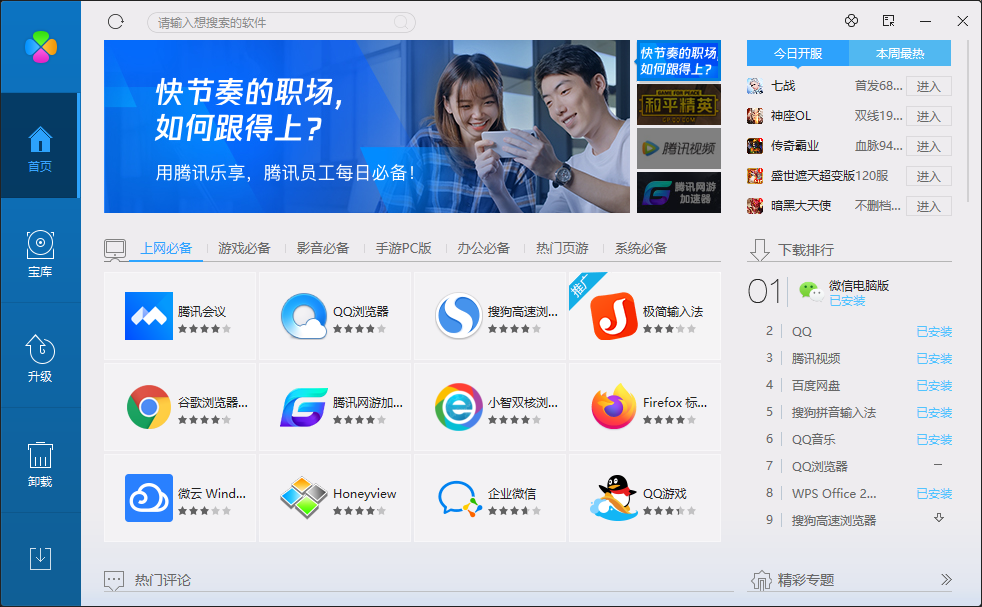 请输入想搜索的软件
首页
宝库
升级
卸载
快节奏的职场,
如何跟得上?
用腾讯乐享，腾讯员工每日必备!
快节奏的职场,
如何跟得上?
GAME FOR PEACE
和平精英
GP.QQ.COM
腾讯视频
腾讯网游
加速器
今日开服
本周最热
七战 首发68... 进入
神座OL 双线19... 进入
传奇霸业 血脉94... 进入
盛世遮天超变版120服 进入
暗黑大天使 不删档... 进入
上网必备 游戏必备 影音必备 手游PC版 办公必备 热门页游 系统必备
腾讯会议
QQ浏览器
搜狗高速浏...
推广
极简输入法
谷歌浏览器...
腾讯网游加...
小智双核浏...
Firefox 标...
微云 Wind...
Honeyview
企业微信
QQ游戏
下载排行
01 微信电脑版
已安装
2 QQ 已安装
3 腾讯视频 已安装
4 百度网盘 已安装
5 搜狗拼音输入法 已安装
6 QQ音乐 已安装
7 QQ浏览器
8 WPS Office 2... 已安装
9 搜狗高速浏览器
热门评论
精彩专题